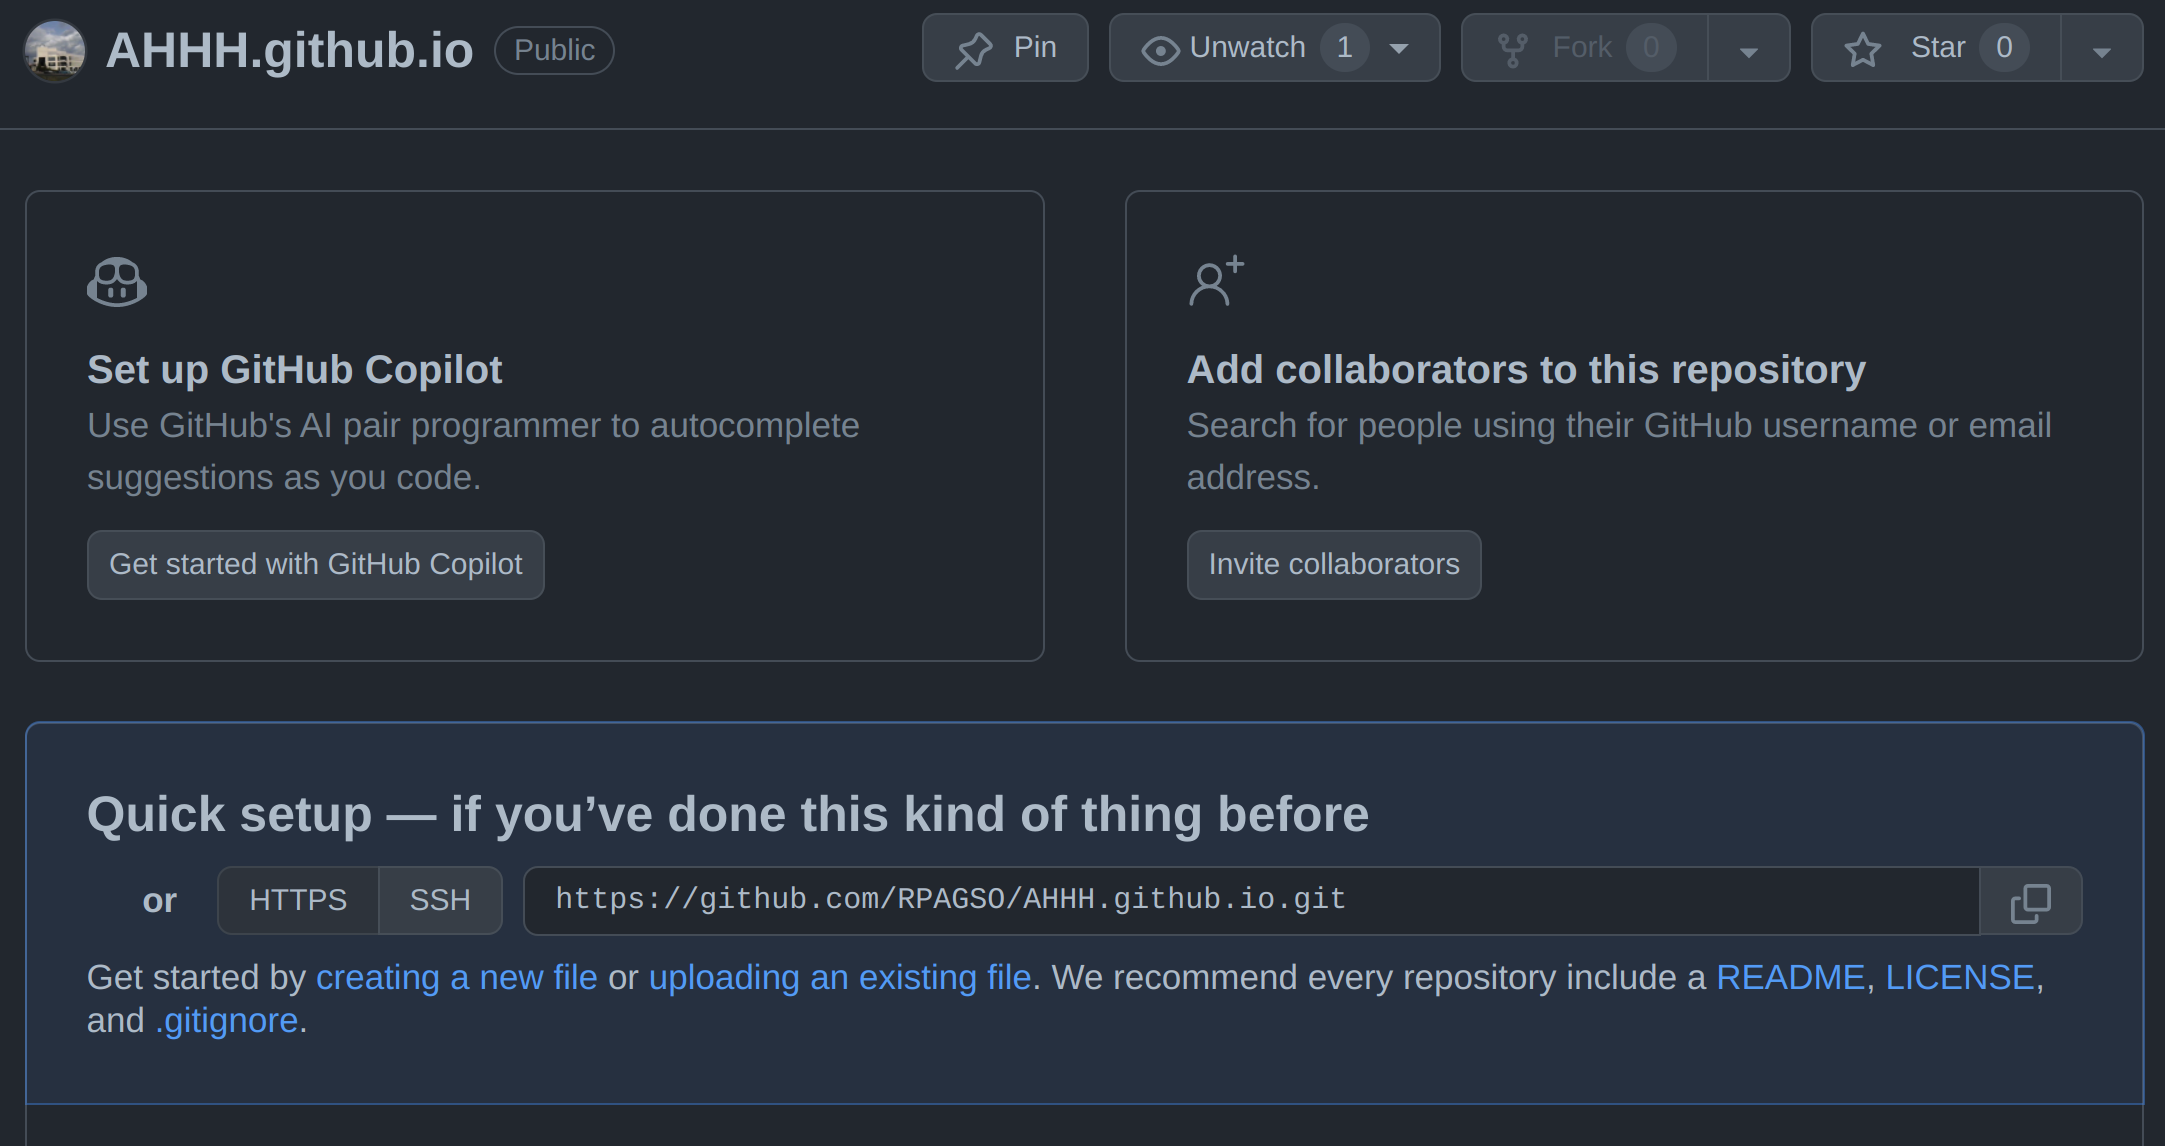 AHHH.github.io Public Pin Unwatch 1 Fork 0 Star 0
Set up GitHub Copilot
Use GitHub's AI pair programmer to autocomplete
suggestions as you code.
Get started with GitHub Copilot
Add collaborators to this repository
Search for people using their GitHub username or email
address.
Invite collaborators
Quick setup — if you’ve done this kind of thing before
or HTTPS SSH https://github.com/RPAGSO/AHHH.github.io.git
Get started by creating a new file or uploading an existing file. We recommend every repository include a README, LICENSE,
and .gitignore.